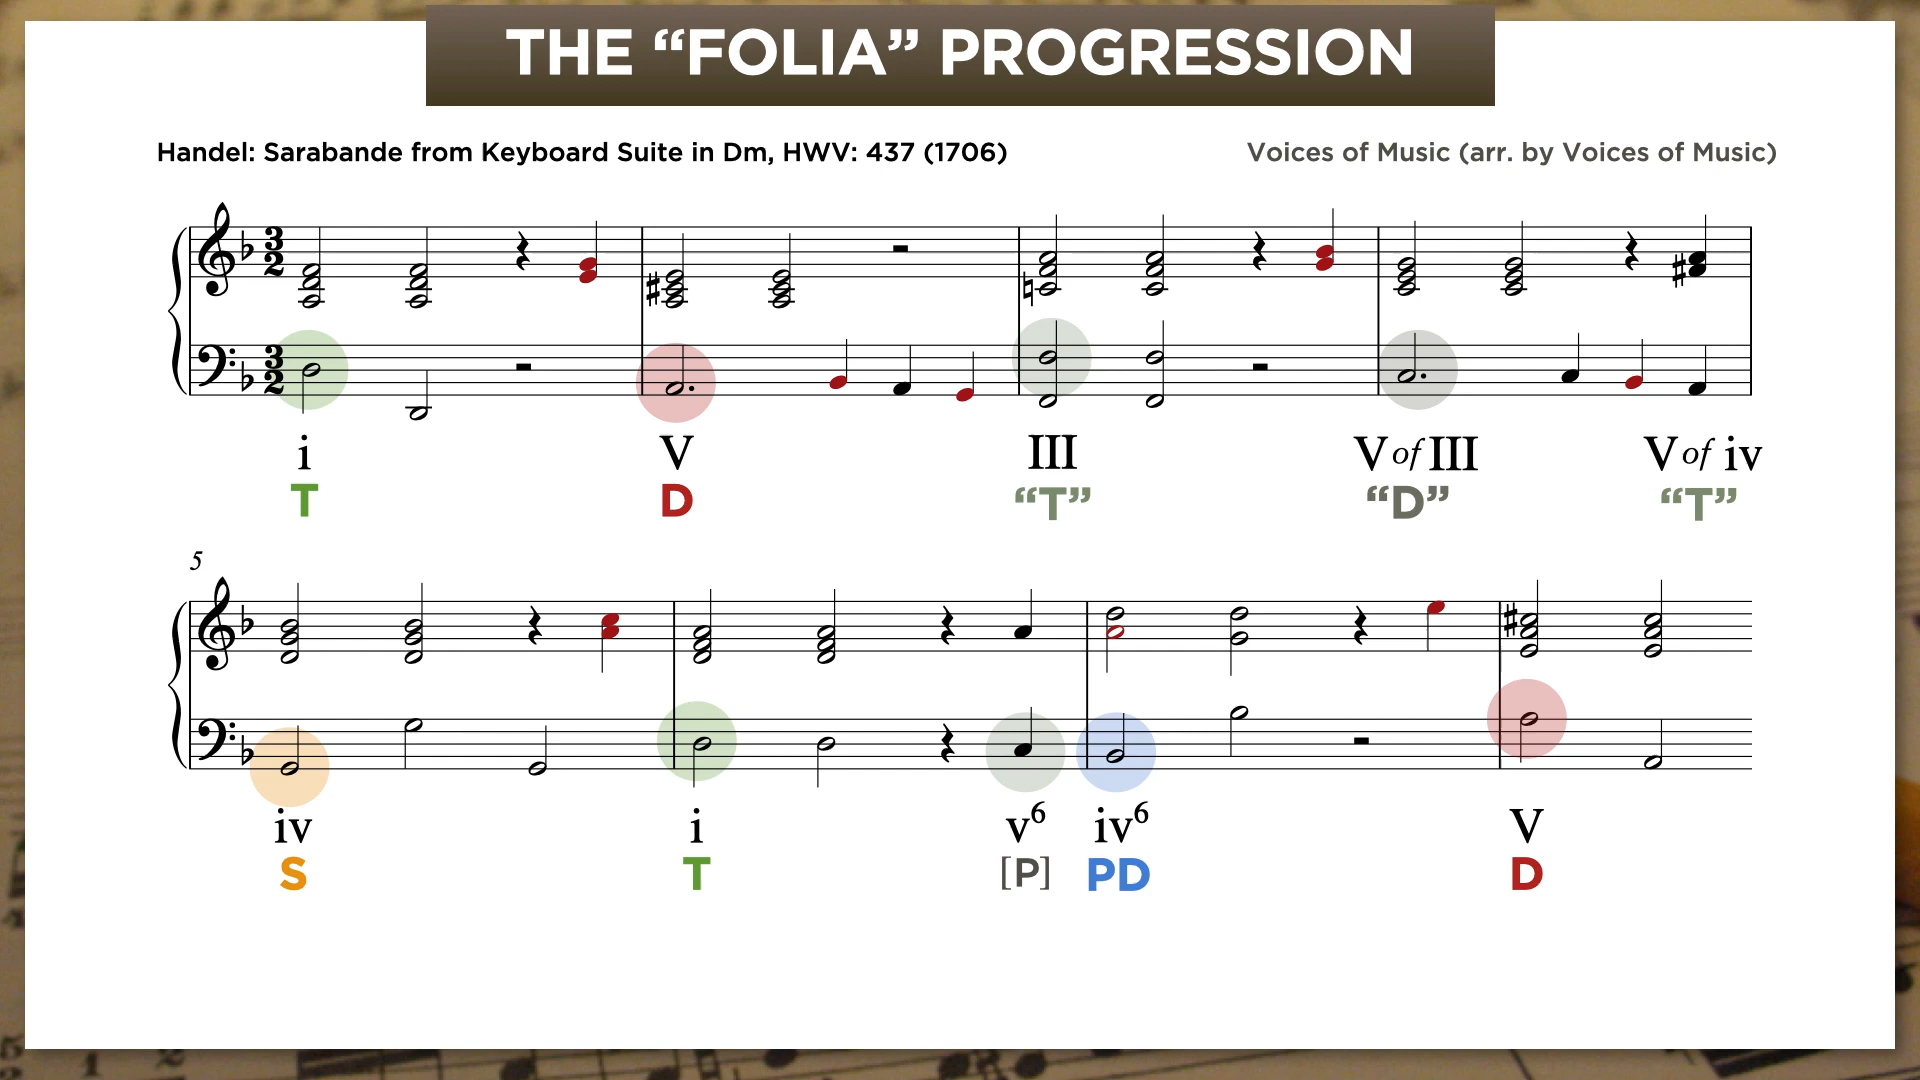 THE “FOLIA” PROGRESSION
Handel: Sarabande from Keyboard Suite in Dm, HWV: 437 (1706)
Voices of Music (arr. by Voices of Music)
3 2
3 2
i V III V of III V of iv
T D “T” “D” “T”
5
iv i v6 iv6 V
S T [P] PD D